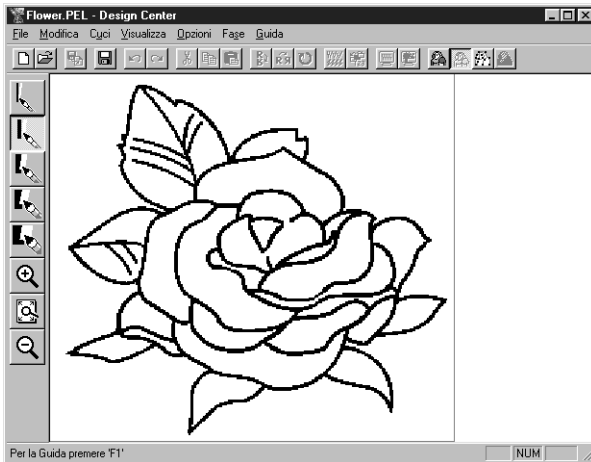 Flower.PEL - Design Center
File Modifica Cuci Visualizza Opzioni Fase Guida
Per la Guida premere 'F1'
NUM